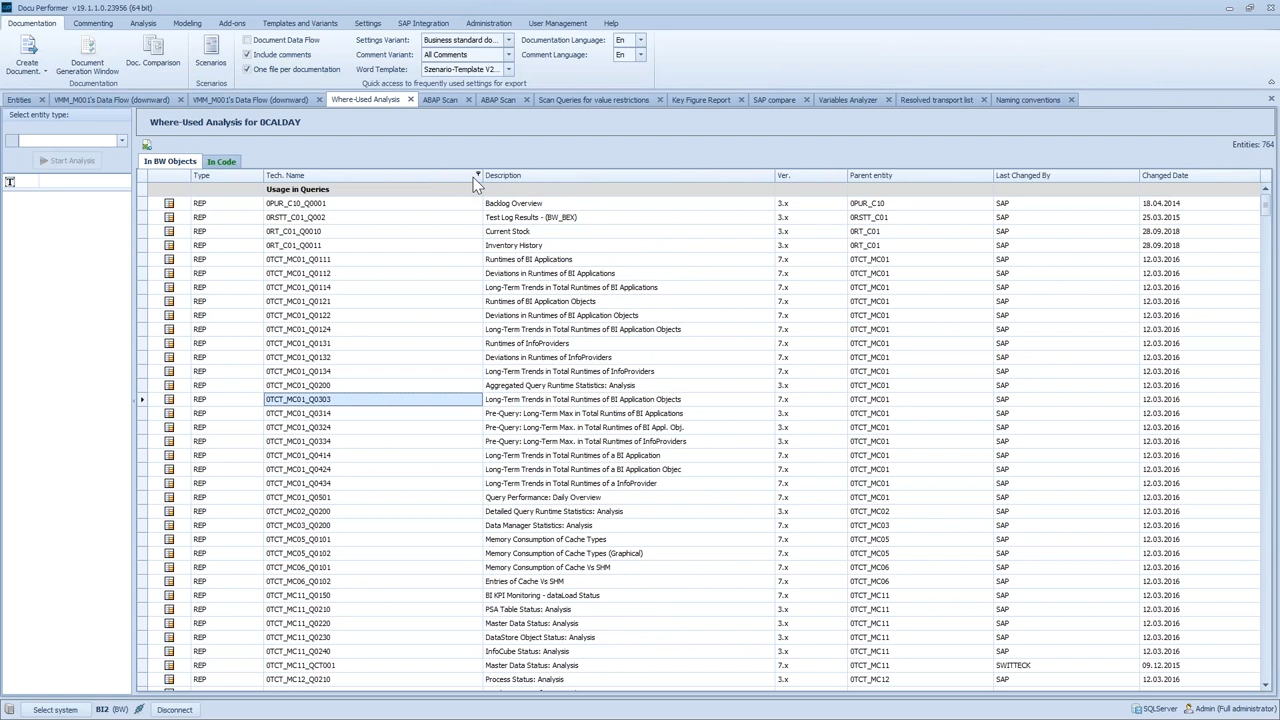 Docu Performer v19.1.1.0.23956 (64 bit)
Documentation Commenting Analysis Modeling Add-ons Templates and Variants Settings SAP Integration Administration User Management Help
Create Document.
Document Generation Window
Doc. Comparison
Scenarios
Document Data Flow
Include comments
One file per documentation
Settings Variant: Business standard do...
Comment Variant: All Comments
Word Template: Szenario-Template V2...
Documentation Language: En
Comment Language: En
Documentation Scenarios Quick access to frequently used settings for export
Entities VMM_M001's Data Flow (downward) VMM_M001's Data Flow (downward) Where-Used Analysis ABAP Scan ABAP Scan Scan Queries for value restrictions Key Figure Report SAP compare Variables Analyzer Resolved transport list Naming conventions
Select entity type:
Start Analysis
Where-Used Analysis for 0CALDAY
Entities: 764
In BW Objects In Code
Type Tech. Name Description Ver. Parent entity Last Changed By Changed Date
Usage in Queries
REP 0PUR_C10_Q0001 Backlog Overview 3.x 0PUR_C10 SAP 18.04.2014
REP 0RSTT_C01_Q002 Test Log Results - (BW_BEX) 3.x 0RSTT_C01 SAP 25.03.2015
REP 0RT_C01_Q0010 Current Stock 3.x 0RT_C01 SAP 28.09.2018
REP 0RT_C01_Q0011 Inventory History 3.x 0RT_C01 SAP 28.09.2018
REP 0TCT_MC01_Q0111 Runtimes of BI Applications 7.x 0TCT_MC01 SAP 12.03.2016
REP 0TCT_MC01_Q0112 Deviations in Runtimes of BI Applications 7.x 0TCT_MC01 SAP 12.03.2016
REP 0TCT_MC01_Q0114 Long-Term Trends in Total Runtimes of BI Applications 7.x 0TCT_MC01 SAP 12.03.2016
REP 0TCT_MC01_Q0121 Runtimes of BI Application Objects 7.x 0TCT_MC01 SAP 12.03.2016
REP 0TCT_MC01_Q0122 Deviations in Runtimes of BI Application Objects 7.x 0TCT_MC01 SAP 12.03.2016
REP 0TCT_MC01_Q0124 Long-Term Trends in Total Runtimes of BI Application Objects 7.x 0TCT_MC01 SAP 12.03.2016
REP 0TCT_MC01_Q0131 Runtimes of InfoProviders 7.x 0TCT_MC01 SAP 12.03.2016
REP 0TCT_MC01_Q0132 Deviations in Runtimes of InfoProviders 7.x 0TCT_MC01 SAP 12.03.2016
REP 0TCT_MC01_Q0134 Long-Term Trends in Total Runtimes of InfoProviders 7.x 0TCT_MC01 SAP 12.03.2016
REP 0TCT_MC01_Q0200 Aggregated Query Runtime Statistics: Analysis 3.x 0TCT_MC01 SAP 12.03.2016
REP 0TCT_MC01_Q0303 Long-Term Trends in Total Runtimes of BI Application Objects 7.x 0TCT_MC01 SAP 12.03.2016
REP 0TCT_MC01_Q0314 Pre-Query: Long-Term Max in Total Runtims of BI Applications 3.x 0TCT_MC01 SAP 12.03.2016
REP 0TCT_MC01_Q0324 Pre-Query: Long-Term Max. in Total Runtimes of BI Appl. Obj. 3.x 0TCT_MC01 SAP 12.03.2016
REP 0TCT_MC01_Q0334 Pre-Query: Long-Term Max. in Total Runtimes of InfoProviders 3.x 0TCT_MC01 SAP 12.03.2016
REP 0TCT_MC01_Q0414 Long-Term Trends in Total Runtimes of a BI Application 7.x 0TCT_MC01 SAP 12.03.2016
REP 0TCT_MC01_Q0424 Long-Term Trends in Total Runtimes of a BI Application Objec 7.x 0TCT_MC01 SAP 12.03.2016
REP 0TCT_MC01_Q0434 Long-Term Trends in Total Runtimes of a InfoProvider 7.x 0TCT_MC01 SAP 12.03.2016
REP 0TCT_MC01_Q0501 Query Performance: Daily Overview 7.x 0TCT_MC01 SAP 12.03.2016
REP 0TCT_MC02_Q0200 Detailed Query Runtime Statistics: Analysis 3.x 0TCT_MC02 SAP 12.03.2016
REP 0TCT_MC03_Q0200 Data Manager Statistics: Analysis 3.x 0TCT_MC03 SAP 12.03.2016
REP 0TCT_MC05_Q0101 Memory Consumption of Cache Types 7.x 0TCT_MC05 SAP 12.03.2016
REP 0TCT_MC05_Q0102 Memory Consumption of Cache Types (Graphical) 3.x 0TCT_MC05 SAP 12.03.2016
REP 0TCT_MC06_Q0101 Memory Consumption of Cache Vs SHM 7.x 0TCT_MC06 SAP 12.03.2016
REP 0TCT_MC06_Q0102 Entries of Cache Vs SHM 7.x 0TCT_MC06 SAP 12.03.2016
REP 0TCT_MC11_Q0150 BI KPI Monitoring - dataLoad Status 7.x 0TCT_MC11 SAP 12.03.2016
REP 0TCT_MC11_Q0210 PSA Table Status: Analysis 3.x 0TCT_MC11 SAP 12.03.2016
REP 0TCT_MC11_Q0220 Master Data Status: Analysis 3.x 0TCT_MC11 SAP 12.03.2016
REP 0TCT_MC11_Q0230 DataStore Object Status: Analysis 3.x 0TCT_MC11 SAP 12.03.2016
REP 0TCT_MC11_Q0240 InfoCube Status: Analysis 3.x 0TCT_MC11 SAP 12.03.2016
REP 0TCT_MC11_QCT001 Master Data Status: Analysis 7.x 0TCT_MC11 SWITTECK 09.12.2015
REP 0TCT_MC12_Q0210 Process Status: Analysis 3.x 0TCT_MC12 SAP 12.03.2016
Select system BI2 (BW) Disconnect SQLServer Admin (Full administrator)